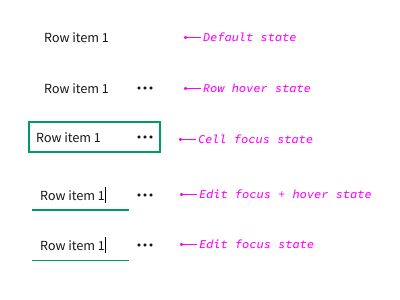 Row item 1 Default state
Row item 1 ••• Row hover state
Row item 1 ••• Cell focus state
Row item 1 ••• Edit focus + hover state
Row item 1 ••• Edit focus state